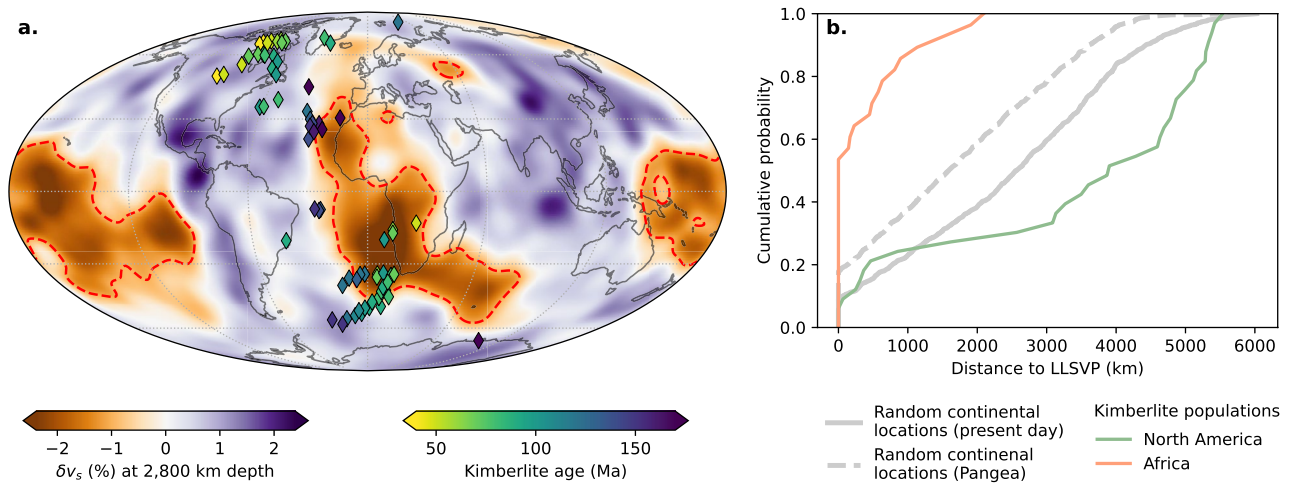 a.
−2 −1 0 1 2
δvₛ (%) at 2,800 km depth
50 100 150
Kimberlite age (Ma)
b.
1.0
0.8
0.6
0.4
0.2
0.0
Cumulative probability
0 1000 2000 3000 4000 5000 6000
Distance to LLSVP (km)
Random continental
locations (present day)
Random continenal
locations (Pangea)
Kimberlite populations
North America
Africa